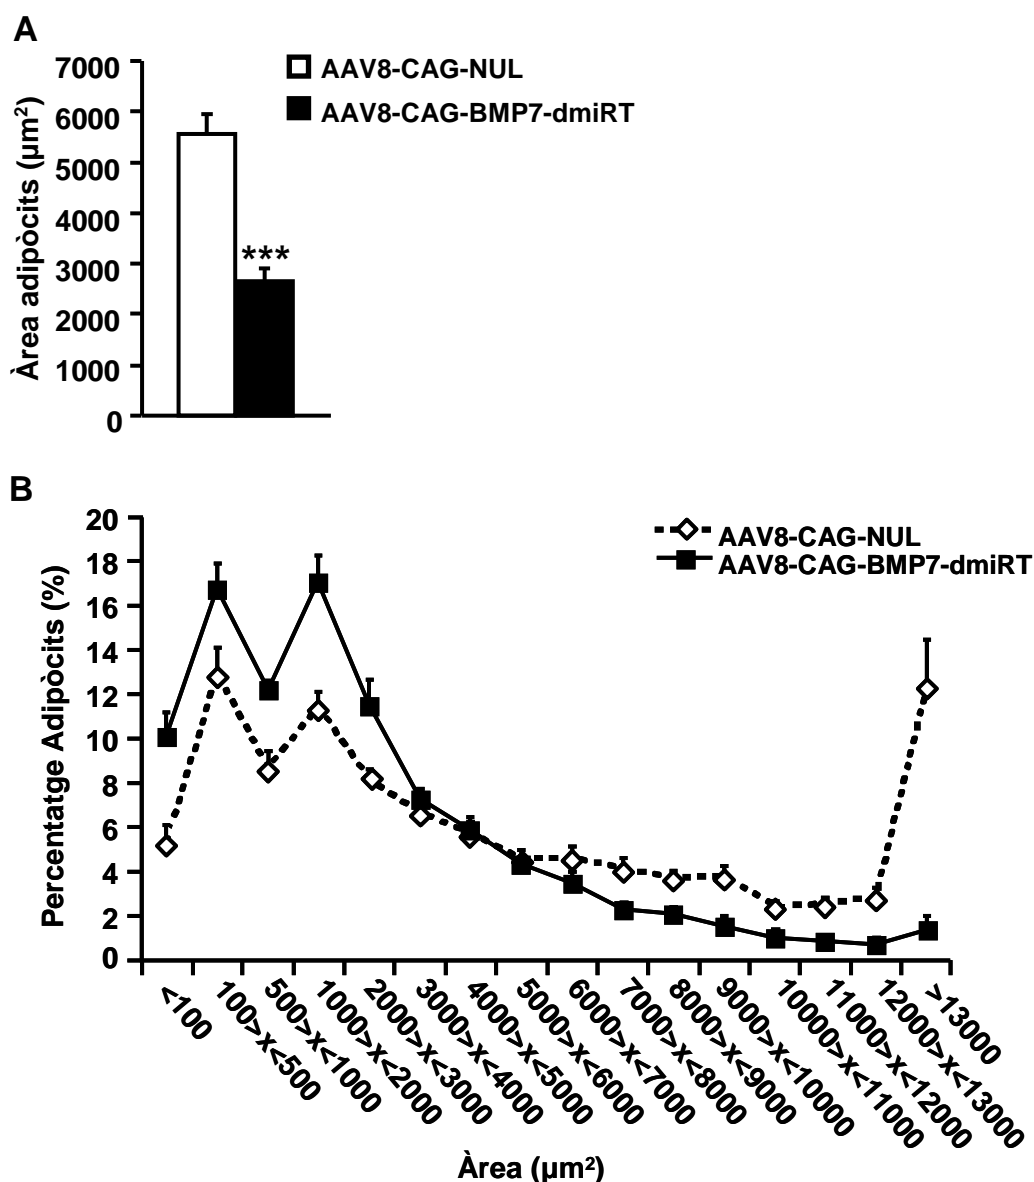 A
7000
6000
5000
4000
3000
2000
1000
0
Àrea adipòcits (µm²)
AAV8-CAG-NUL
AAV8-CAG-BMP7-dmiRT
***
B
20
18
16
14
12
10
8
6
4
2
0
Percentatge Adipòcits (%)
AAV8-CAG-NUL
AAV8-CAG-BMP7-dmiRT
<100
100>x<500
500>x<1000
1000>x<2000
2000>x<3000
3000>x<4000
4000>x<5000
5000>x<6000
6000>x<7000
7000>x<8000
8000>x<9000
9000>x<10000
10000>x<11000
11000>x<12000
12000>x<13000
>13000
Àrea (µm²)